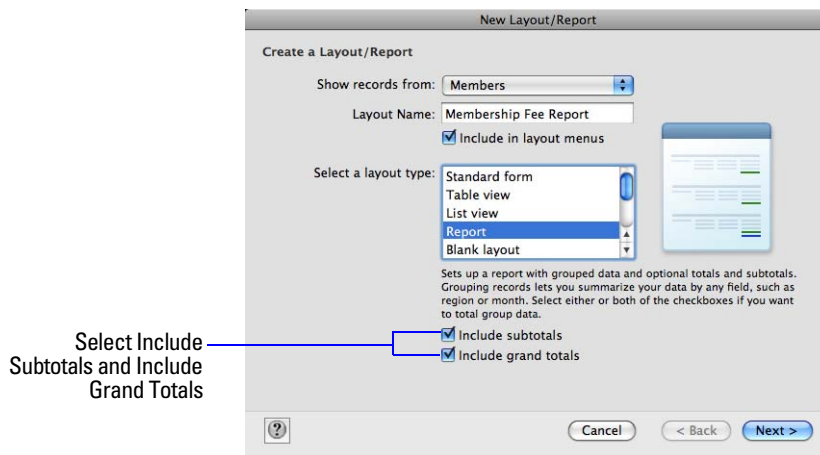 New Layout/Report
Create a Layout/Report
Show records from: Members
Layout Name: Membership Fee Report
Include in layout menus
Select a layout type:
Standard form
Table view
List view
Report
Blank layout
Sets up a report with grouped data and optional totals and subtotals.
Grouping records lets you summarize your data by any field, such as
region or month. Select either or both of the checkboxes if you want
to total group data.
Include subtotals
Include grand totals
Select Include
Subtotals and Include
Grand Totals
?
Cancel
< Back
Next >